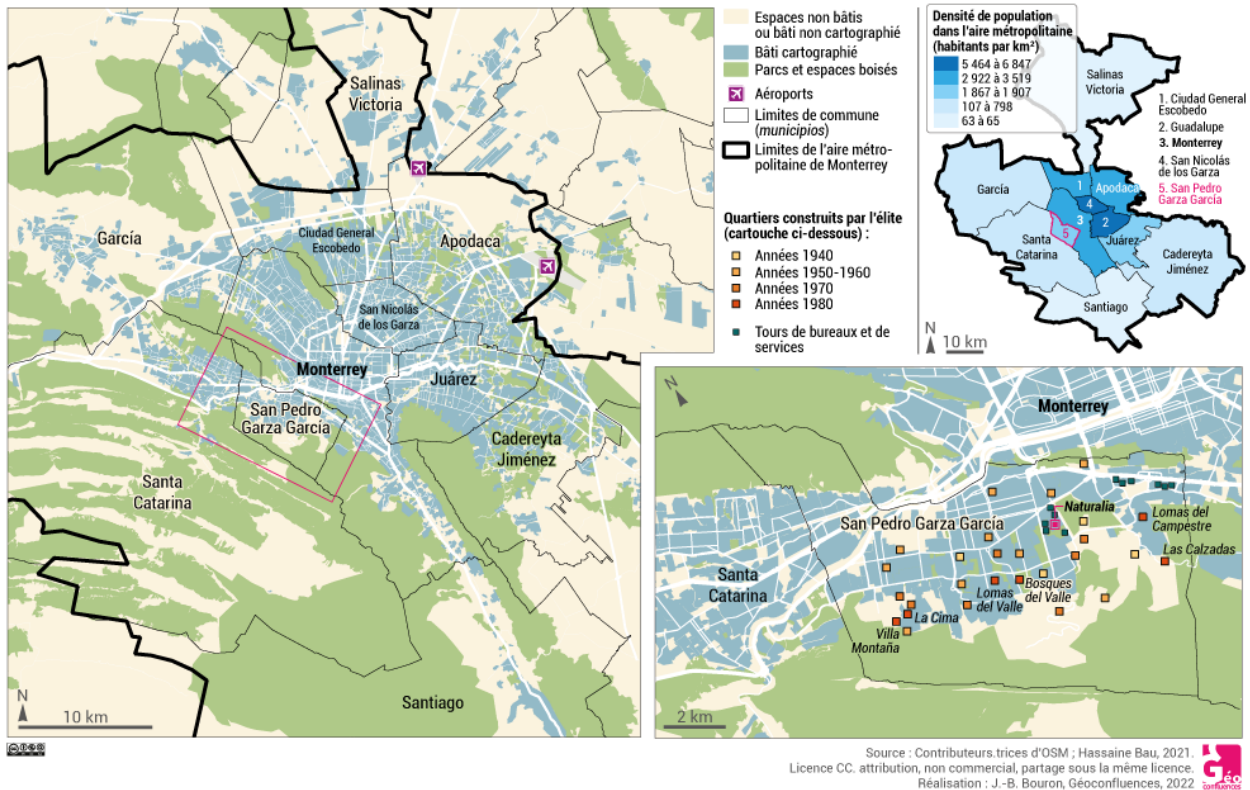 Salinas
Victoria
García
Ciudad General
Escobedo
Apodaca
San Nicolás
de los Garza
Monterrey
Juárez
San Pedro
Garza García
Cadereyta
Jiménez
Santa
Catarina
Santiago
N
10 km
Espaces non bâtis
ou bâti non cartographié
Bâti cartographié
Parcs et espaces boisés
Aéroports
Limites de commune
(municipios)
Limites de l'aire métro-
politaine de Monterrey
Quartiers construits par l'élite
(cartouche ci-dessous) :
Années 1940
Années 1950-1960
Années 1970
Années 1980
Tours de bureaux et de
services
Densité de population
dans l'aire métropolitaine
(habitants par km²)
5 464 à 6 847
2 922 à 3 519
1 867 à 1 907
107 à 798
63 à 65
Salinas
Victoria
1. Ciudad General
Escobedo
2. Guadalupe
3. Monterrey
4. San Nicolás
de los Garza
5. San Pedro
Garza García
García
1
Apodaca
4
3
2
5
Santa
Catarina
Juárez
Cadereyta
Jiménez
Santiago
N
10 km
N
Monterrey
Naturalia
San Pedro Garza García
Lomas del
Campestre
Las Calzadas
Santa
Catarina
Bosques
del Valle
Lomas
del Valle
La Cima
Villa
Montaña
2 km
Source : Contributeurs.trices d'OSM ; Hassaine Bau, 2021.
Licence CC. attribution, non commercial, partage sous la même licence.
Réalisation : J.-B. Bouron, Géoconfluences, 2022
Géo
confluences